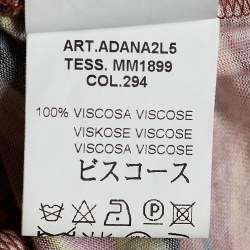 ART.ADANA2L5
TESS. MM1899
COL.294
100% VISCOSA VISCOSE
VISKOSE VISCOSE
VISCOSA VISCOSE
ビスコース